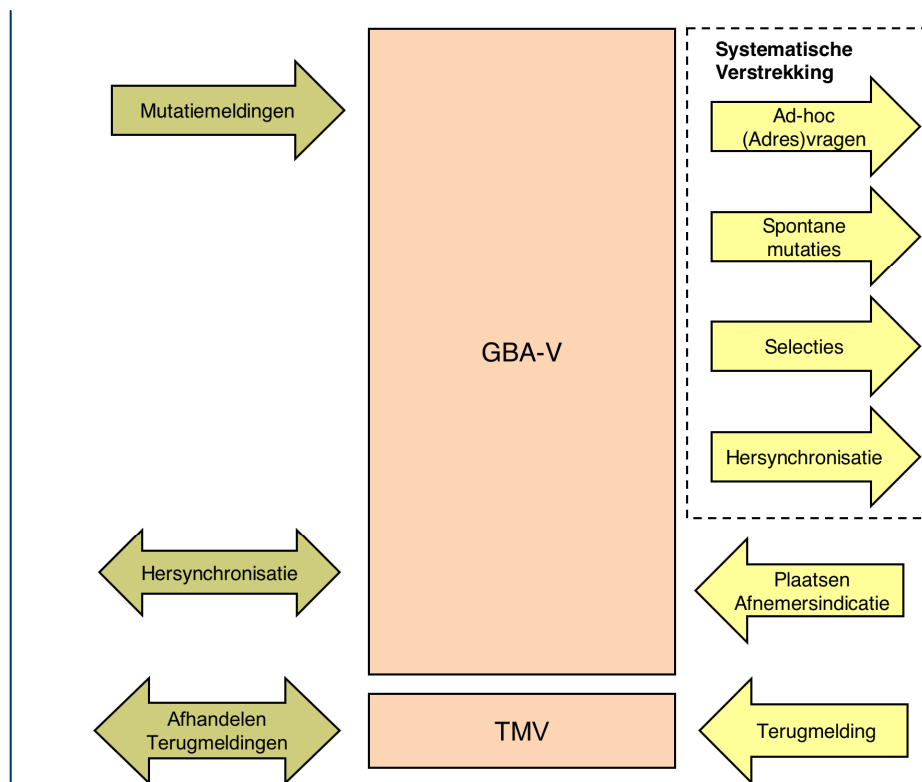 Systematische
Verstrekking
Mutatiemeldingen
Ad-hoc
(Adres)vragen
Spontane
mutaties
GBA-V
Selecties
Hersynchronisatie
Hersynchronisatie
Plaatsen
Afnemersindicatie
Afhandelen
Terugmeldingen
TMV
Terugmelding